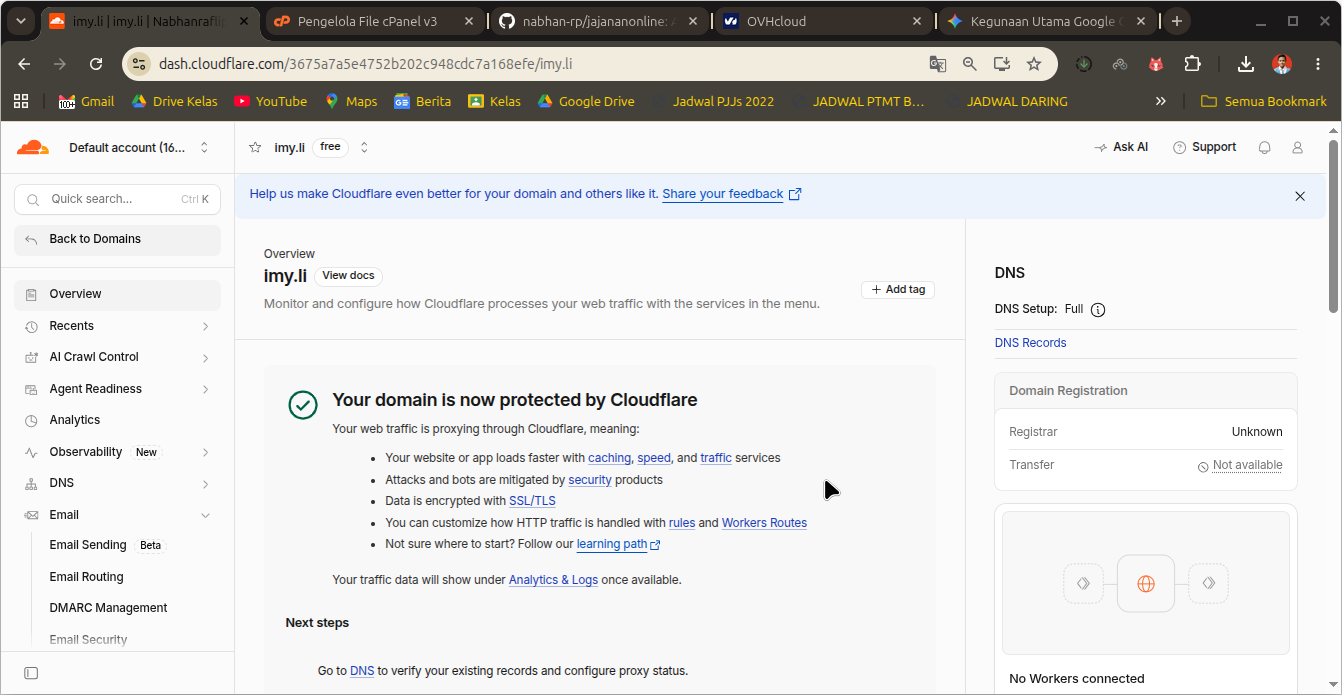 imy.li | imy.li | Nabhanraflip
Pengelola File cPanel v3
nabhan-rp/jajananonline: A
OVHcloud
Kegunaan Utama Google C
dash.cloudflare.com/3675a7a5e4752b202c948cdc7a168efe/imy.li
100+ Gmail
Drive Kelas
YouTube
Maps
Berita
Kelas
Google Drive
Jadwal PJJs 2022
JADWAL PTMT B...
JADWAL DARING
Semua Bookmark
Default account (16...
imy.li
free
Ask AI
Support
Quick search...
Ctrl K
Help us make Cloudflare even better for your domain and others like it. Share your feedback
Back to Domains
Overview
Recents
AI Crawl Control
Agent Readiness
Analytics
Observability New
DNS
Email
Email Sending Beta
Email Routing
DMARC Management
Email Security
Overview
imy.li View docs
Monitor and configure how Cloudflare processes your web traffic with the services in the menu.
Add tag
Your domain is now protected by Cloudflare
Your web traffic is proxying through Cloudflare, meaning:
• Your website or app loads faster with caching, speed, and traffic services
• Attacks and bots are mitigated by security products
• Data is encrypted with SSL/TLS
• You can customize how HTTP traffic is handled with rules and Workers Routes
• Not sure where to start? Follow our learning path
Your traffic data will show under Analytics & Logs once available.
Next steps
Go to DNS to verify your existing records and configure proxy status.
DNS
DNS Setup: Full
DNS Records
Domain Registration
Registrar Unknown
Transfer Not available
No Workers connected